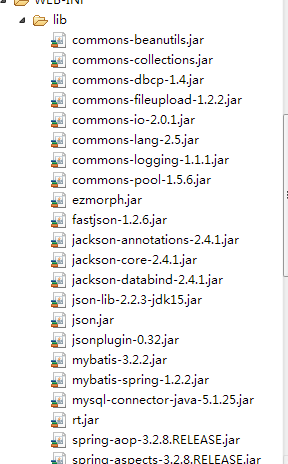 WEB-INF
lib
commons-beanutils.jar
commons-collections.jar
commons-dbcp-1.4.jar
commons-fileupload-1.2.2.jar
commons-io-2.0.1.jar
commons-lang-2.5.jar
commons-logging-1.1.1.jar
commons-pool-1.5.6.jar
ezmorph.jar
fastjson-1.2.6.jar
jackson-annotations-2.4.1.jar
jackson-core-2.4.1.jar
jackson-databind-2.4.1.jar
json-lib-2.2.3-jdk15.jar
json.jar
jsonplugin-0.32.jar
mybatis-3.2.2.jar
mybatis-spring-1.2.2.jar
mysql-connector-java-5.1.25.jar
rt.jar
spring-aop-3.2.8.RELEASE.jar
spring-aspects-3.2.8.RELEASE.jar